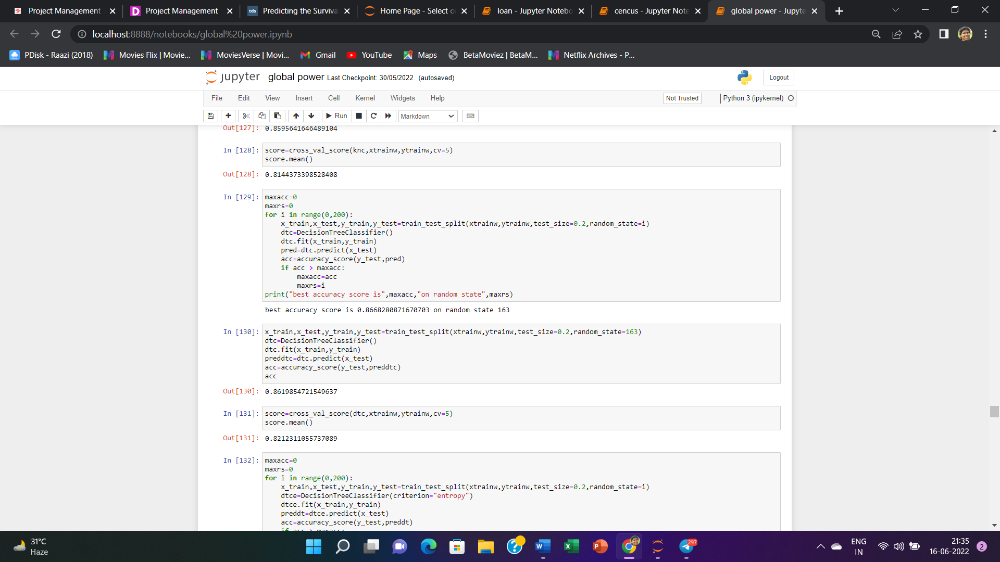 Project Management
Project Management
tds Predicting the Surviva
Home Page - Select o
loan - Jupyter Notebo
cencus - Jupyter Note
global power - Jupyte
localhost:8888/notebooks/global%20power.ipynb
PDisk - Raazi (2018)
Movies Flix | Movie...
MoviesVerse | Movi...
Gmail
YouTube
Maps
BetaMoviez | BetaM...
Netflix Archives - P...
jupyter global power Last Checkpoint: 30/05/2022 (autosaved)
Logout
File Edit View Insert Cell Kernel Widgets Help
Not Trusted
Python 3 (ipykernel)
Run
Markdown
Out[127]: 0.8595641646489104
In [128]: score=cross_val_score(knc,xtrainw,ytrainw,cv=5)
score.mean()
Out[128]: 0.8144373398528408
In [129]: maxacc=0
maxrs=0
for i in range(0,200):
    x_train,x_test,y_train,y_test=train_test_split(xtrainw,ytrainw,test_size=0.2,random_state=i)
    dtc=DecisionTreeClassifier()
    dtc.fit(x_train,y_train)
    pred=dtc.predict(x_test)
    acc=accuracy_score(y_test,pred)
    if acc > maxacc:
        maxacc=acc
        maxrs=i
print("best accuracy score is",maxacc,"on random state",maxrs)
best accuracy score is 0.8668280871670703 on random state 163
In [130]: x_train,x_test,y_train,y_test=train_test_split(xtrainw,ytrainw,test_size=0.2,random_state=163)
dtc=DecisionTreeClassifier()
dtc.fit(x_train,y_train)
preddtc=dtc.predict(x_test)
acc=accuracy_score(y_test,preddtc)
acc
Out[130]: 0.8619854721549637
In [131]: score=cross_val_score(dtc,xtrainw,ytrainw,cv=5)
score.mean()
Out[131]: 0.8212311055737089
In [132]: maxacc=0
maxrs=0
for i in range(0,200):
    x_train,x_test,y_train,y_test=train_test_split(xtrainw,ytrainw,test_size=0.2,random_state=i)
    dtce=DecisionTreeClassifier(criterion="entropy")
    dtce.fit(x_train,y_train)
    preddt=dtce.predict(x_test)
    acc=accuracy_score(y_test,preddt)
    if acc > maxacc:
31°C
Haze
297
ENG
IN
21:35
16-06-2022
2